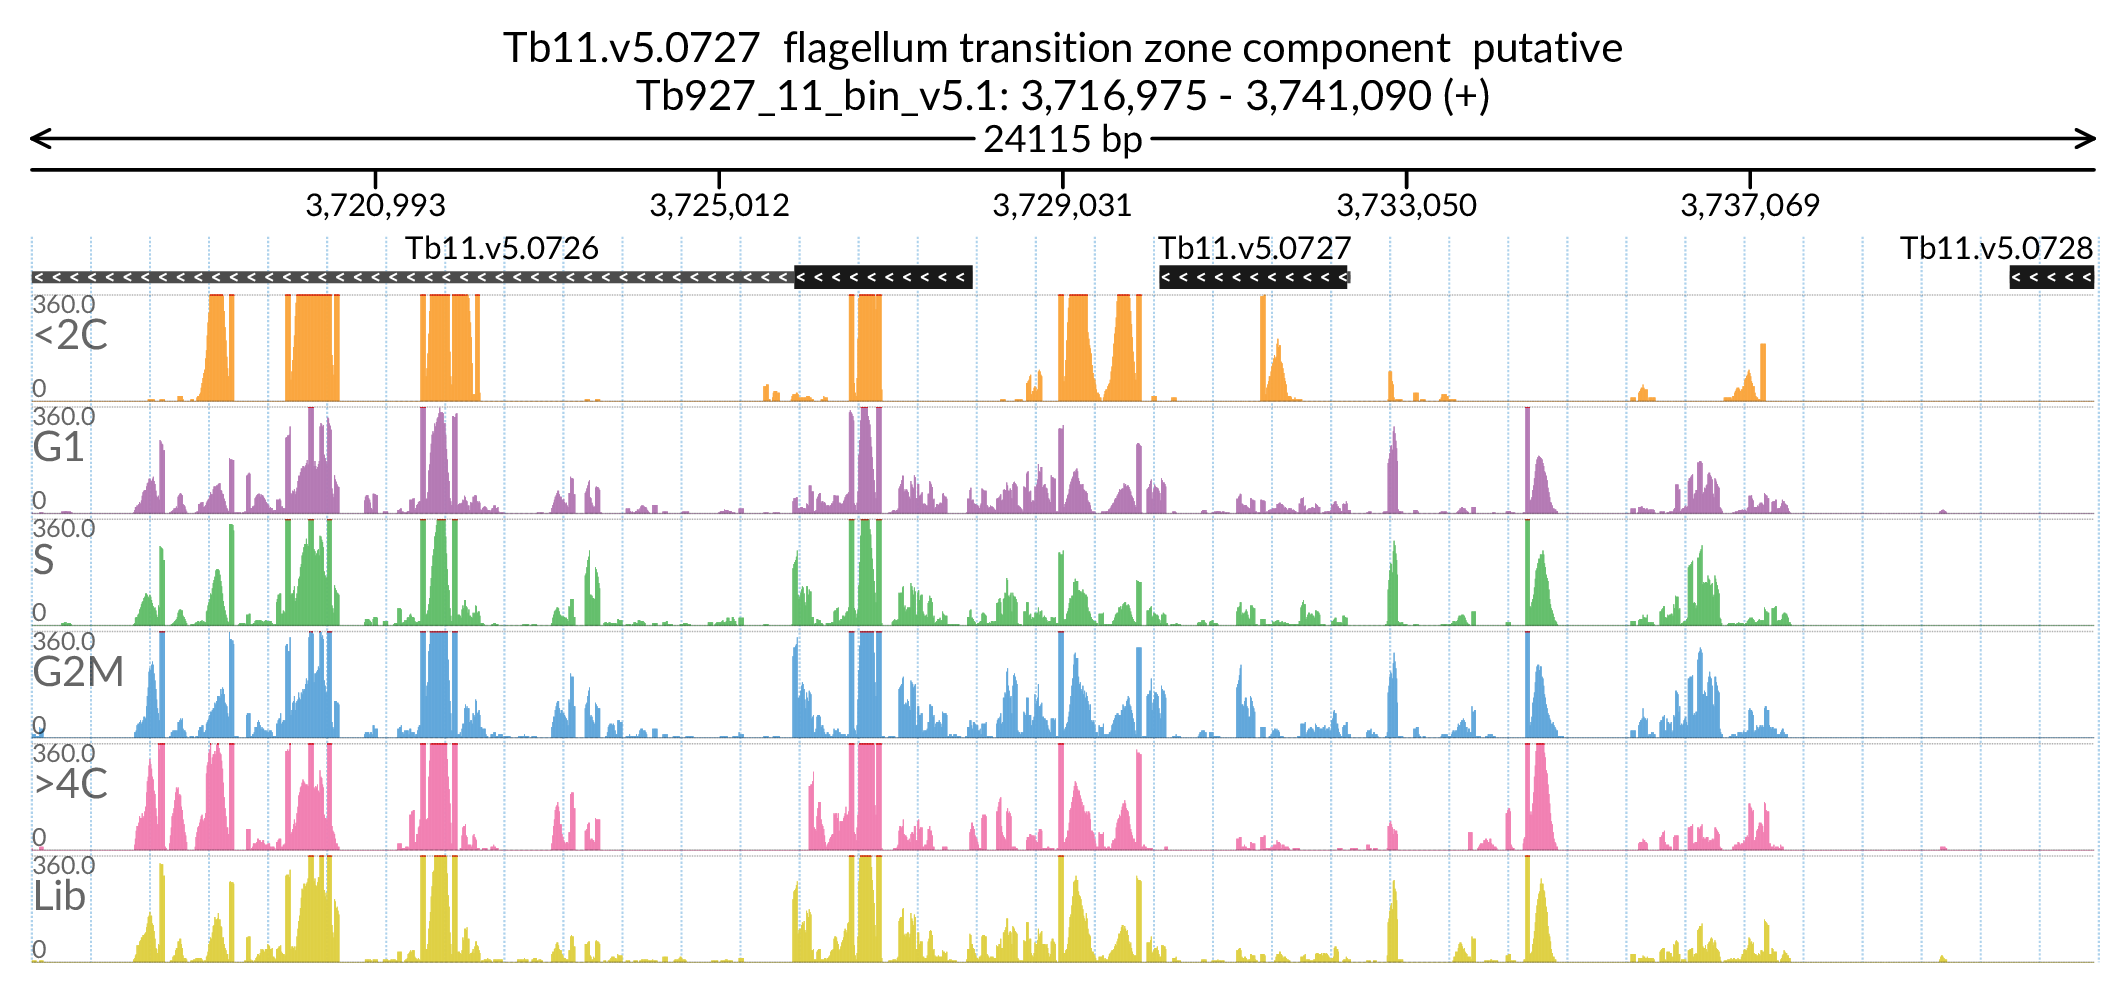 Tb11.v5.0727 flagellum transition zone component putative
Tb927_11_bin_v5.1: 3,716,975 - 3,741,090 (+)
24115 bp
3,720,993 3,725,012 3,729,031 3,733,050 3,737,069
Tb11.v5.0726 Tb11.v5.0727 Tb11.v5.0728
360.0
<2C
0
360.0
G1
0
360.0
S
0
360.0
G2M
0
360.0
>4C
0
360.0
Lib
0